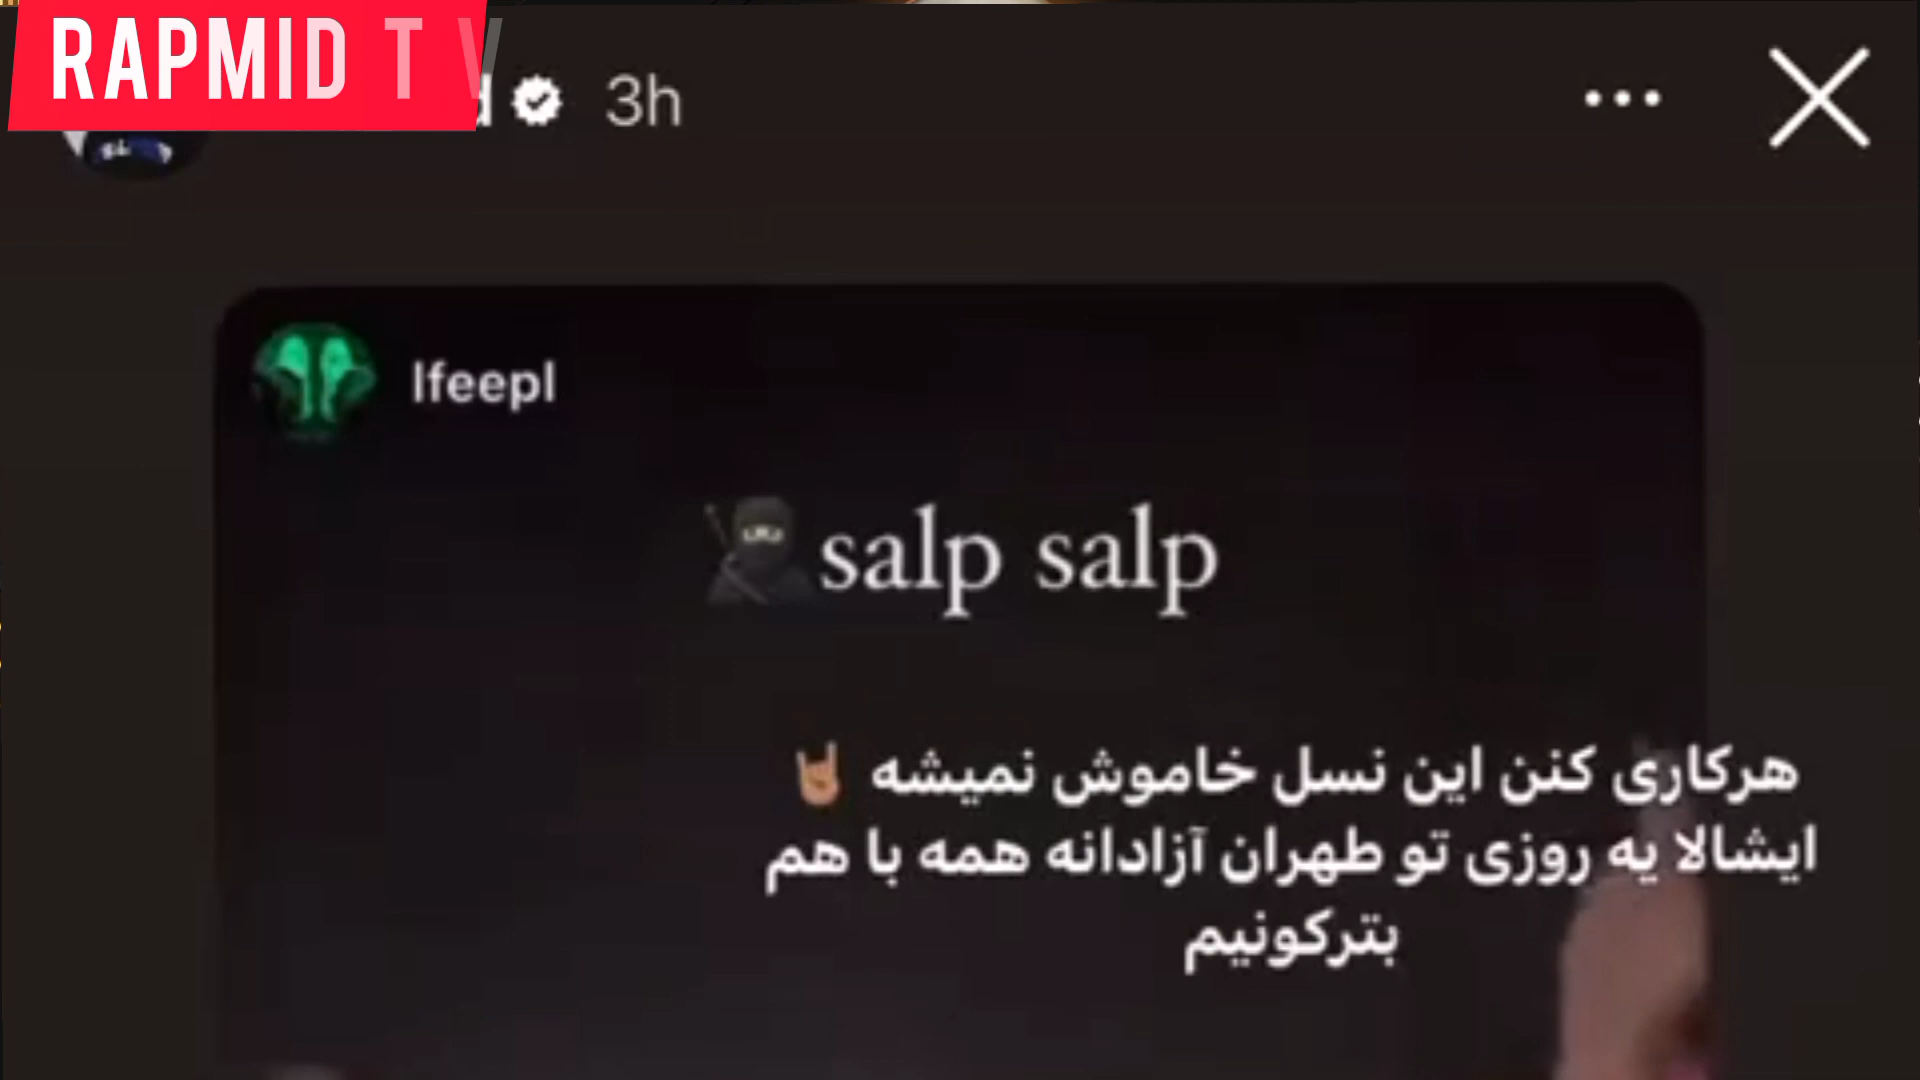 RAPMID TV
3h
lfeepl
salp salp
هرکاری کنن این نسل خاموش نمیشه 🤘🏽
ایشالا یه روزی تو طهران آزادانه همه با هم
بترکونیم